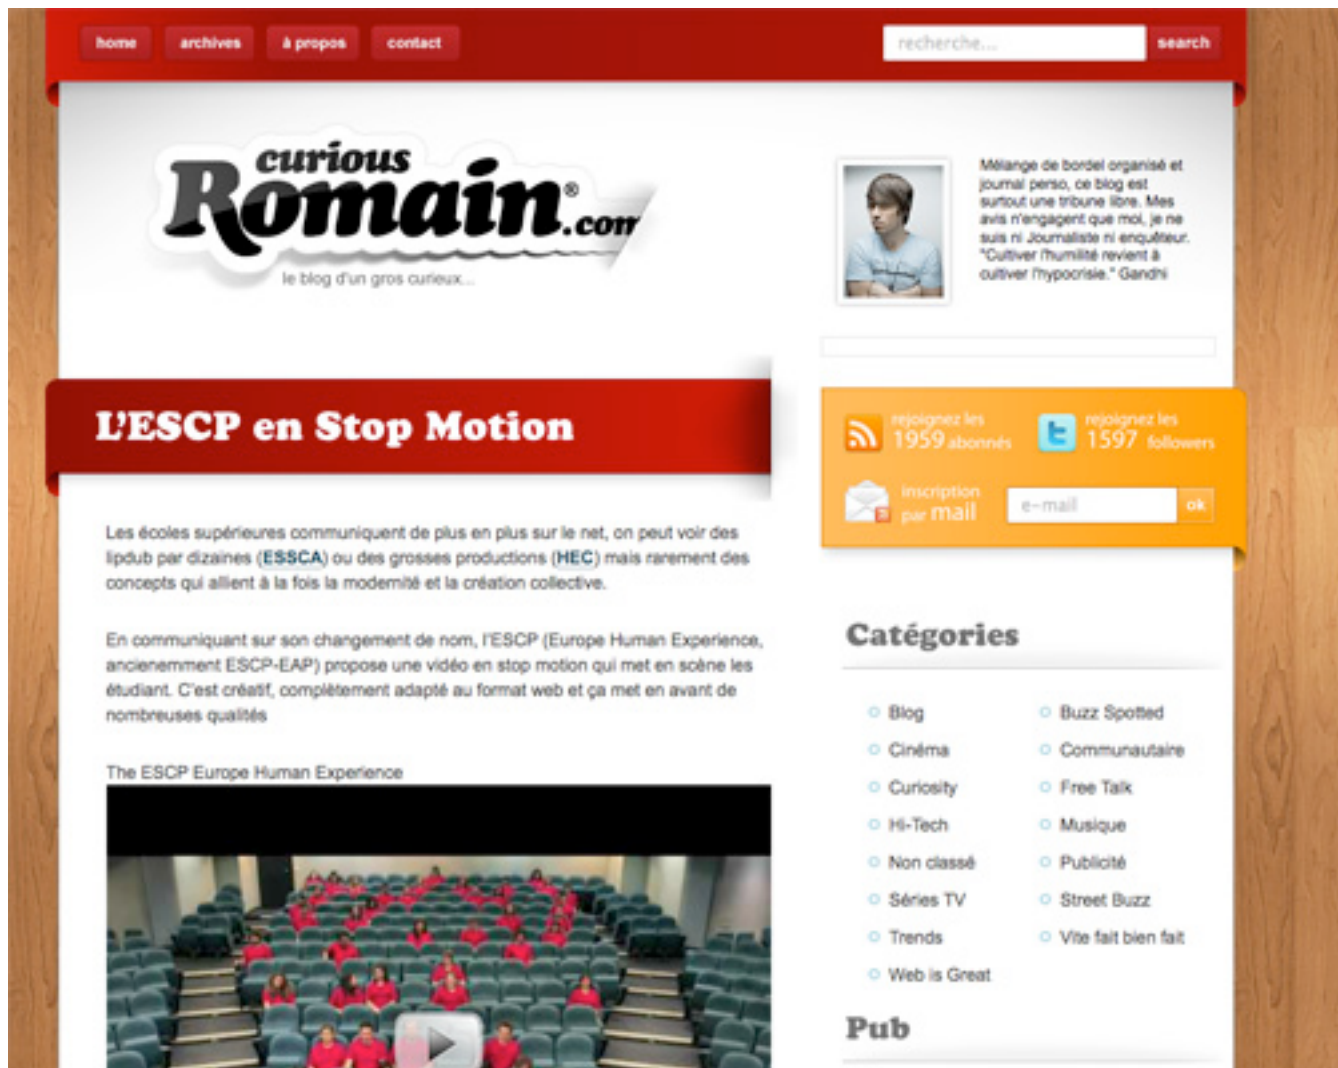 home archives à propos contact
recherche... search
curious
Romain®.com
le blog d'un gros curieux...
Mélange de bordel organisé et
journal perso, ce blog est
surtout une tribune libre. Mes
avis n'engagent que moi, je ne
suis ni Journaliste ni enquêteur.
"Cultiver l'humilité revient à
cultiver l'hypocrisie." Gandhi
L'ESCP en Stop Motion
Les écoles supérieures communiquent de plus en plus sur le net, on peut voir des
lipdub par dizaines (ESSCA) ou des grosses productions (HEC) mais rarement des
concepts qui allient à la fois la modernité et la création collective.
En communiquant sur son changement de nom, l'ESCP (Europe Human Experience,
ancienemment ESCP-EAP) propose une vidéo en stop motion qui met en scène les
étudiant. C'est créatif, complètement adapté au format web et ça met en avant de
nombreuses qualités
The ESCP Europe Human Experience
rejoignez les
1959 abonnés
rejoignez les
1597 followers
inscription
par mail
e-mail ok
Catégories
Blog
Cinéma
Curiosity
Hi-Tech
Non classé
Séries TV
Trends
Web is Great
Buzz Spotted
Communautaire
Free Talk
Musique
Publicité
Street Buzz
Vite fait bien fait
Pub